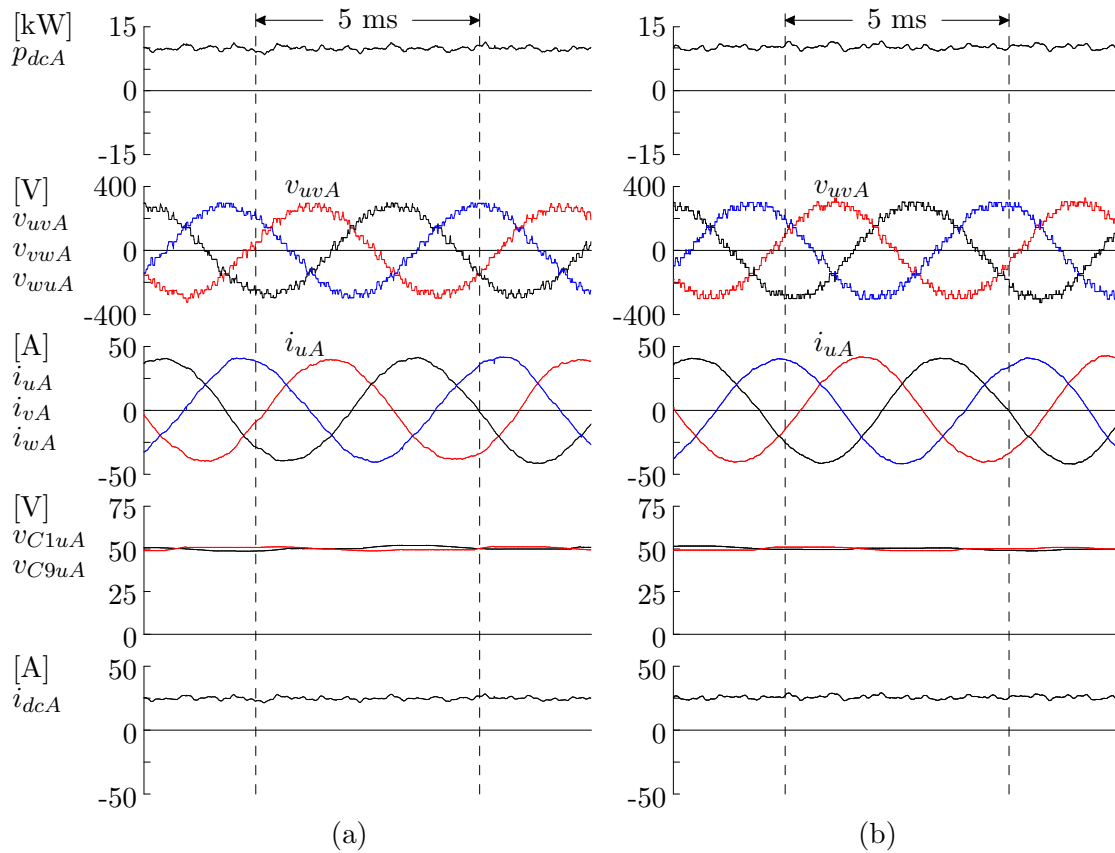 [kW]
p_dcA
15
0
-15
5 ms
15
0
-15
5 ms
[V]
v_uvA
v_vwA
v_wuA
400
0
-400
v_uvA
400
0
-400
v_uvA
[A]
i_uA
i_vA
i_wA
50
0
-50
i_uA
50
0
-50
i_uA
[V]
v_C1uA
v_C9uA
75
50
25
0
75
50
25
0
[A]
i_dcA
50
0
-50
50
0
-50
(a)
(b)